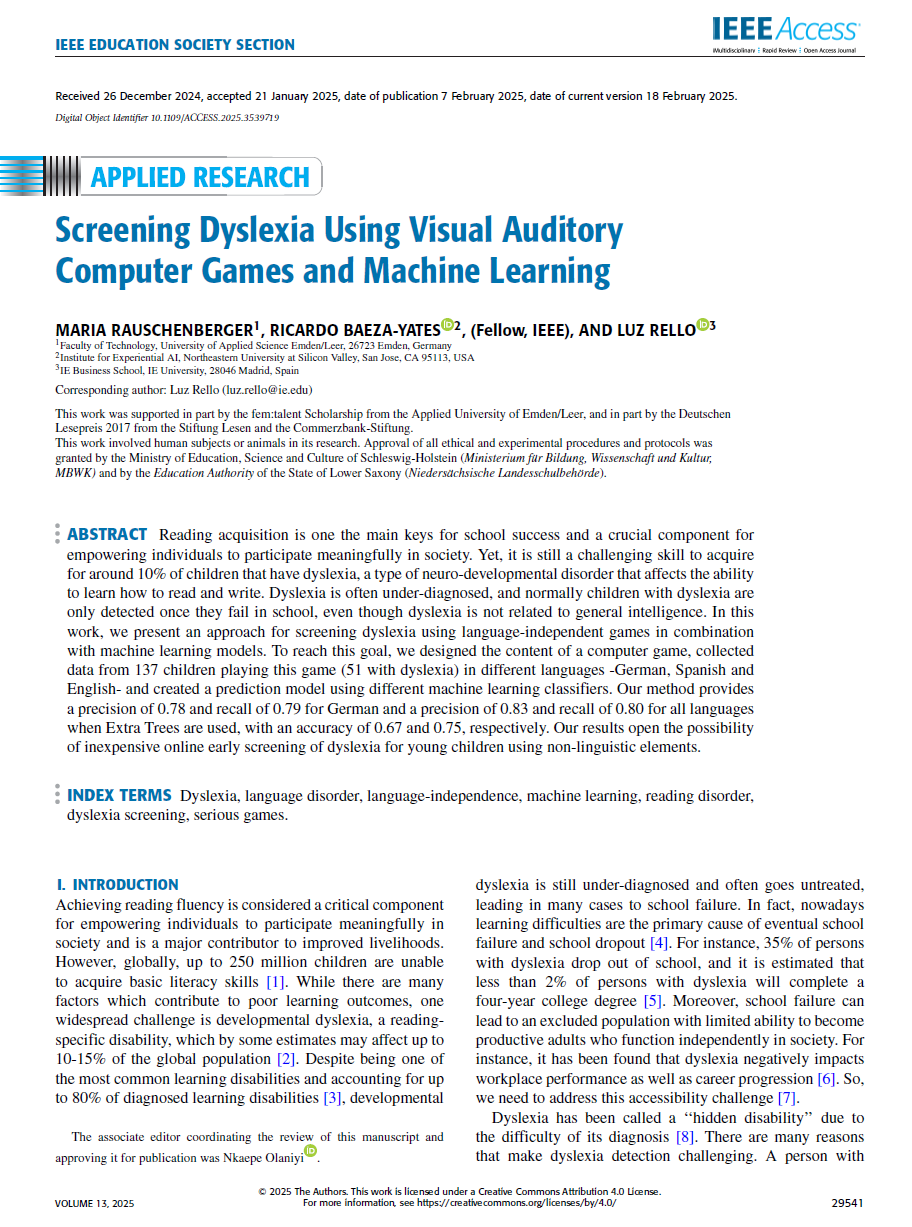 IEEE EDUCATION SOCIETY SECTION
IEEE Access
Multidisciplinary Rapid Review Open Access Journal
Received 26 December 2024, accepted 21 January 2025, date of publication 7 February 2025, date of current version 18 February 2025.
Digital Object Identifier 10.1109/ACCESS.2025.3539719
APPLIED RESEARCH
Screening Dyslexia Using Visual Auditory
Computer Games and Machine Learning
MARIA RAUSCHENBERGER1, RICARDO BAEZA-YATES iD 2, (Fellow, IEEE), AND LUZ RELLO iD 3
1Faculty of Technology, University of Applied Science Emden/Leer, 26723 Emden, Germany
2Institute for Experiential AI, Northeastern University at Silicon Valley, San Jose, CA 95113, USA
3IE Business School, IE University, 28046 Madrid, Spain
Corresponding author: Luz Rello (luz.rello@ie.edu)
This work was supported in part by the fem:talent Scholarship from the Applied University of Emden/Leer, and in part by the Deutschen
Lesepreis 2017 from the Stiftung Lesen and the Commerzbank-Stiftung.
This work involved human subjects or animals in its research. Approval of all ethical and experimental procedures and protocols was
granted by the Ministry of Education, Science and Culture of Schleswig-Holstein (Ministerium für Bildung, Wissenschaft und Kultur,
MBWK) and by the Education Authority of the State of Lower Saxony (Niedersächsische Landesschulbehörde).
ABSTRACT Reading acquisition is one the main keys for school success and a crucial component for
empowering individuals to participate meaningfully in society. Yet, it is still a challenging skill to acquire
for around 10% of children that have dyslexia, a type of neuro-developmental disorder that affects the ability
to learn how to read and write. Dyslexia is often under-diagnosed, and normally children with dyslexia are
only detected once they fail in school, even though dyslexia is not related to general intelligence. In this
work, we present an approach for screening dyslexia using language-independent games in combination
with machine learning models. To reach this goal, we designed the content of a computer game, collected
data from 137 children playing this game (51 with dyslexia) in different languages -German, Spanish and
English- and created a prediction model using different machine learning classifiers. Our method provides
a precision of 0.78 and recall of 0.79 for German and a precision of 0.83 and recall of 0.80 for all languages
when Extra Trees are used, with an accuracy of 0.67 and 0.75, respectively. Our results open the possibility
of inexpensive online early screening of dyslexia for young children using non-linguistic elements.
INDEX TERMS Dyslexia, language disorder, language-independence, machine learning, reading disorder,
dyslexia screening, serious games.
I. INTRODUCTION
Achieving reading fluency is considered a critical component
for empowering individuals to participate meaningfully in
society and is a major contributor to improved livelihoods.
However, globally, up to 250 million children are unable
to acquire basic literacy skills [1]. While there are many
factors which contribute to poor learning outcomes, one
widespread challenge is developmental dyslexia, a reading-
specific disability, which by some estimates may affect up to
10-15% of the global population [2]. Despite being one of
the most common learning disabilities and accounting for up
to 80% of diagnosed learning disabilities [3], developmental
The associate editor coordinating the review of this manuscript and
approving it for publication was Nkaepe Olaniyi iD.
dyslexia is still under-diagnosed and often goes untreated,
leading in many cases to school failure. In fact, nowadays
learning difficulties are the primary cause of eventual school
failure and school dropout [4]. For instance, 35% of persons
with dyslexia drop out of school, and it is estimated that
less than 2% of persons with dyslexia will complete a
four-year college degree [5]. Moreover, school failure can
lead to an excluded population with limited ability to become
productive adults who function independently in society. For
instance, it has been found that dyslexia negatively impacts
workplace performance as well as career progression [6]. So,
we need to address this accessibility challenge [7].
Dyslexia has been called a ‘‘hidden disability’’ due to
the difficulty of its diagnosis [8]. There are many reasons
that make dyslexia detection challenging. A person with
© 2025 The Authors. This work is licensed under a Creative Commons Attribution 4.0 License.
For more information, see https://creativecommons.org/licenses/by/4.0/
VOLUME 13, 2025
29541